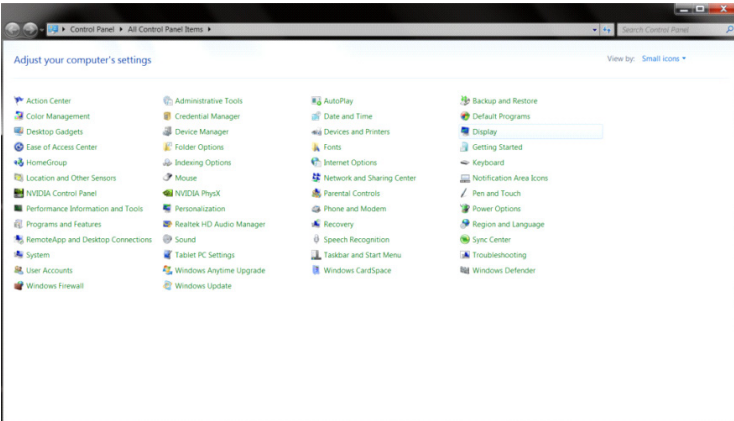 Control Panel All Control Panel Items Search Control Panel
Adjust your computer's settings View by: Small icons
Action Center Administrative Tools AutoPlay Backup and Restore
Color Management Credential Manager Date and Time Default Programs
Desktop Gadgets Device Manager Devices and Printers Display
Ease of Access Center Folder Options Fonts Getting Started
HomeGroup Indexing Options Internet Options Keyboard
Location and Other Sensors Mouse Network and Sharing Center Notification Area Icons
NVIDIA Control Panel NVIDIA PhysX Parental Controls Pen and Touch
Performance Information and Tools Personalization Phone and Modem Power Options
Programs and Features Realtek HD Audio Manager Recovery Region and Language
RemoteApp and Desktop Connections Sound Speech Recognition Sync Center
System Tablet PC Settings Taskbar and Start Menu Troubleshooting
User Accounts Windows Anytime Upgrade Windows CardSpace Windows Defender
Windows Firewall Windows Update